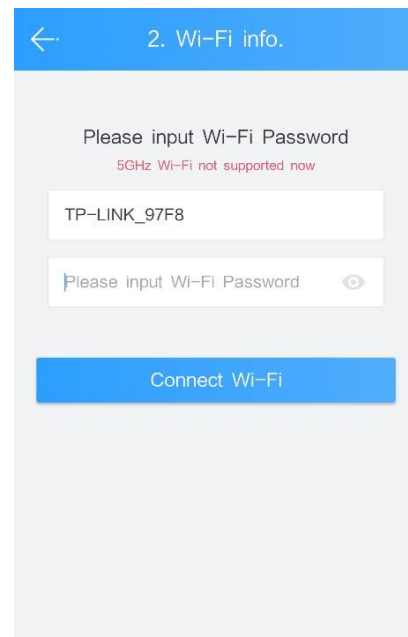 2. Wi-Fi info.
Please input Wi-Fi Password
5GHz Wi-Fi not supported now
TP-LINK_97F8
Please input Wi-Fi Password
Connect Wi-Fi